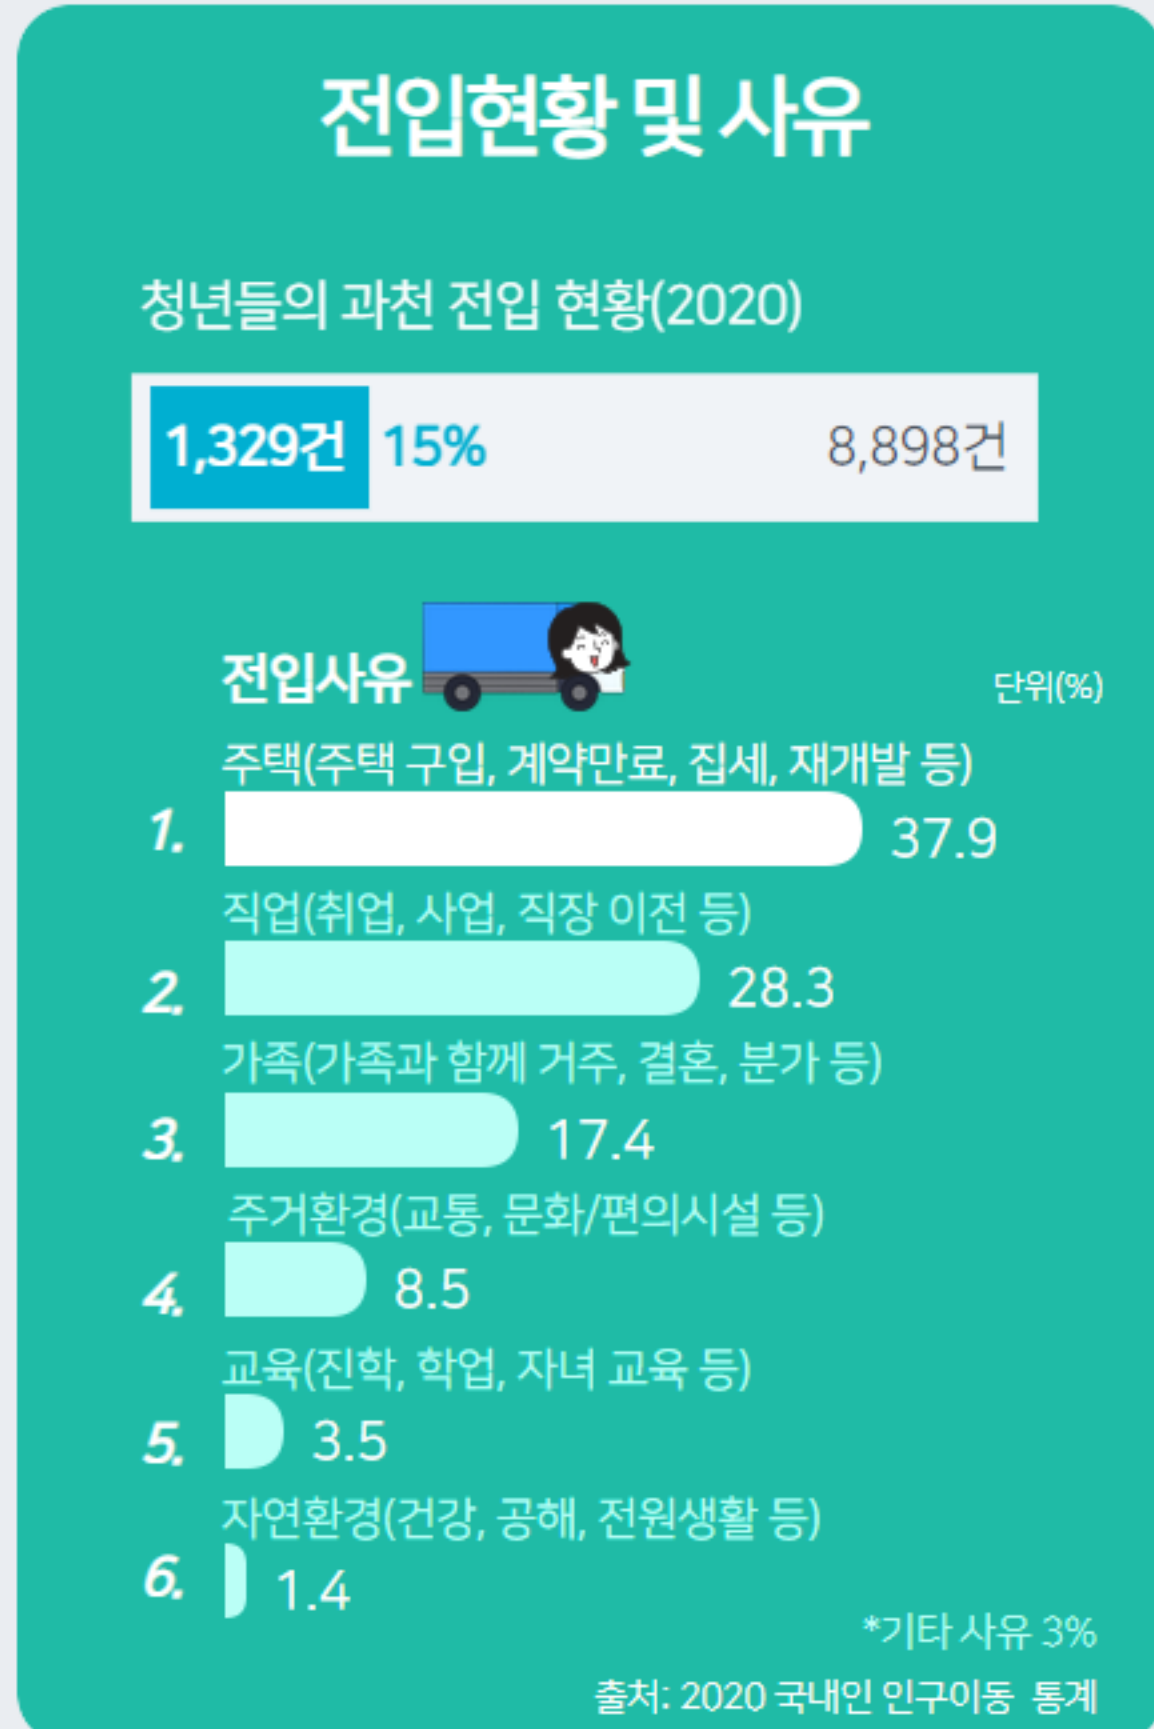 전입현황 및 사유
청년들의 과천 전입 현황(2020)
1,329건 15% 8,898건
전입사유
단위(%)
주택(주택 구입, 계약만료, 집세, 재개발 등)
1. 37.9
직업(취업, 사업, 직장 이전 등)
2. 28.3
가족(가족과 함께 거주, 결혼, 분가 등)
3. 17.4
주거환경(교통, 문화/편의시설 등)
4. 8.5
교육(진학, 학업, 자녀 교육 등)
5. 3.5
자연환경(건강, 공해, 전원생활 등)
6. 1.4
*기타 사유 3%
출처: 2020 국내인 인구이동 통계